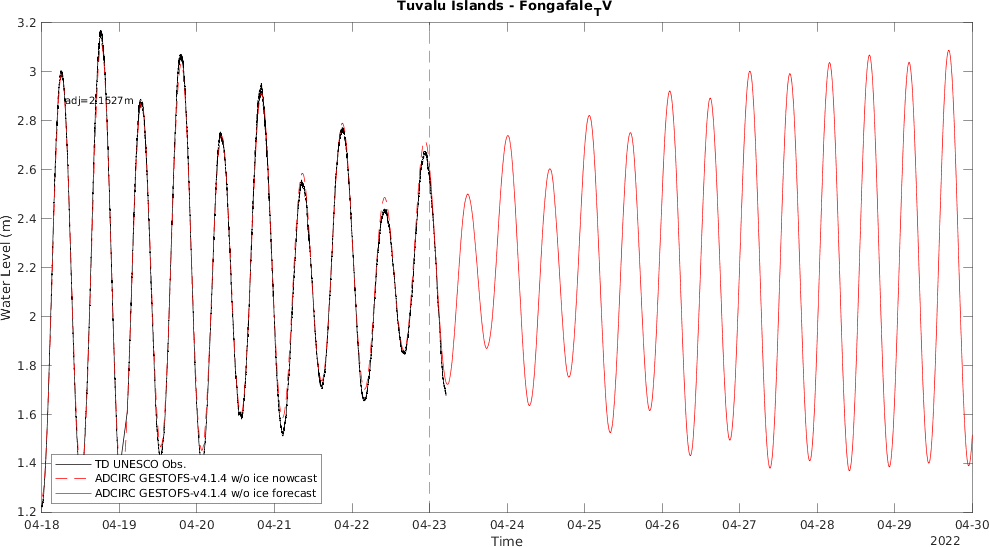 Tuvalu Islands - Fongafale_TV
3.2
3
2.8
2.6
2.4
2.2
2
1.8
1.6
1.4
1.2
Water Level (m)
adj=2.1527m
TD UNESCO Obs.
ADCIRC GESTOFS-v4.1.4 w/o ice nowcast
ADCIRC GESTOFS-v4.1.4 w/o ice forecast
04-18 04-19 04-20 04-21 04-22 04-23 04-24 04-25 04-26 04-27 04-28 04-29 04-30
Time
2022